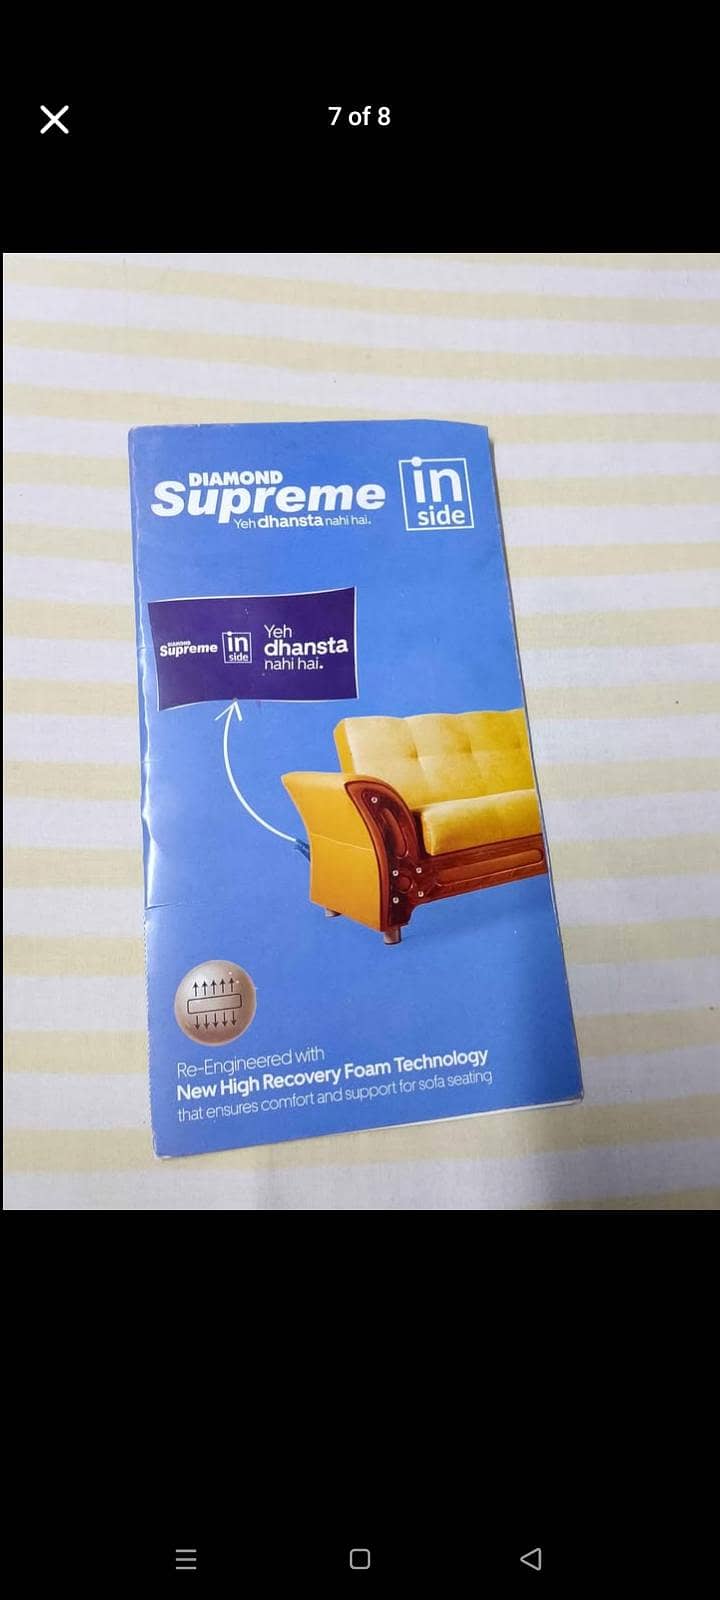 7 of 8
DIAMOND
Supreme
Yeh dhansta nahi hai.
in
side
DIAMOND
Supreme
in
side
Yeh
dhansta
nahi hai.
Re-Engineered with
New High Recovery Foam Technology
that ensures comfort and support for sofa seating